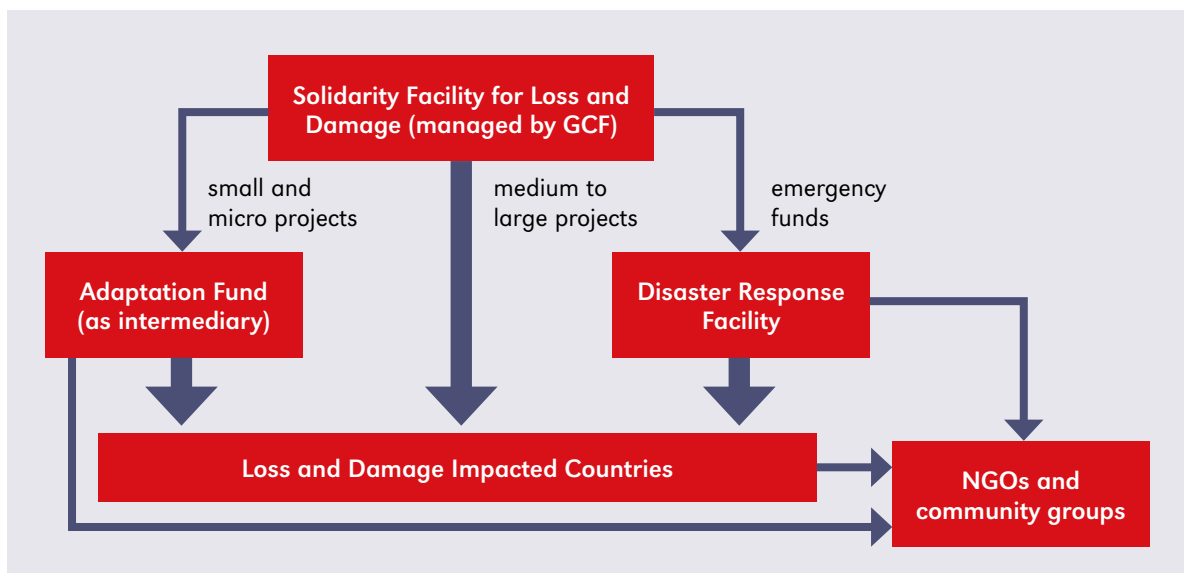 Solidarity Facility for Loss and
Damage (managed by GCF)
small and
micro projects
medium to
large projects
emergency
funds
Adaptation Fund
(as intermediary)
Disaster Response
Facility
Loss and Damage Impacted Countries
NGOs and
community groups